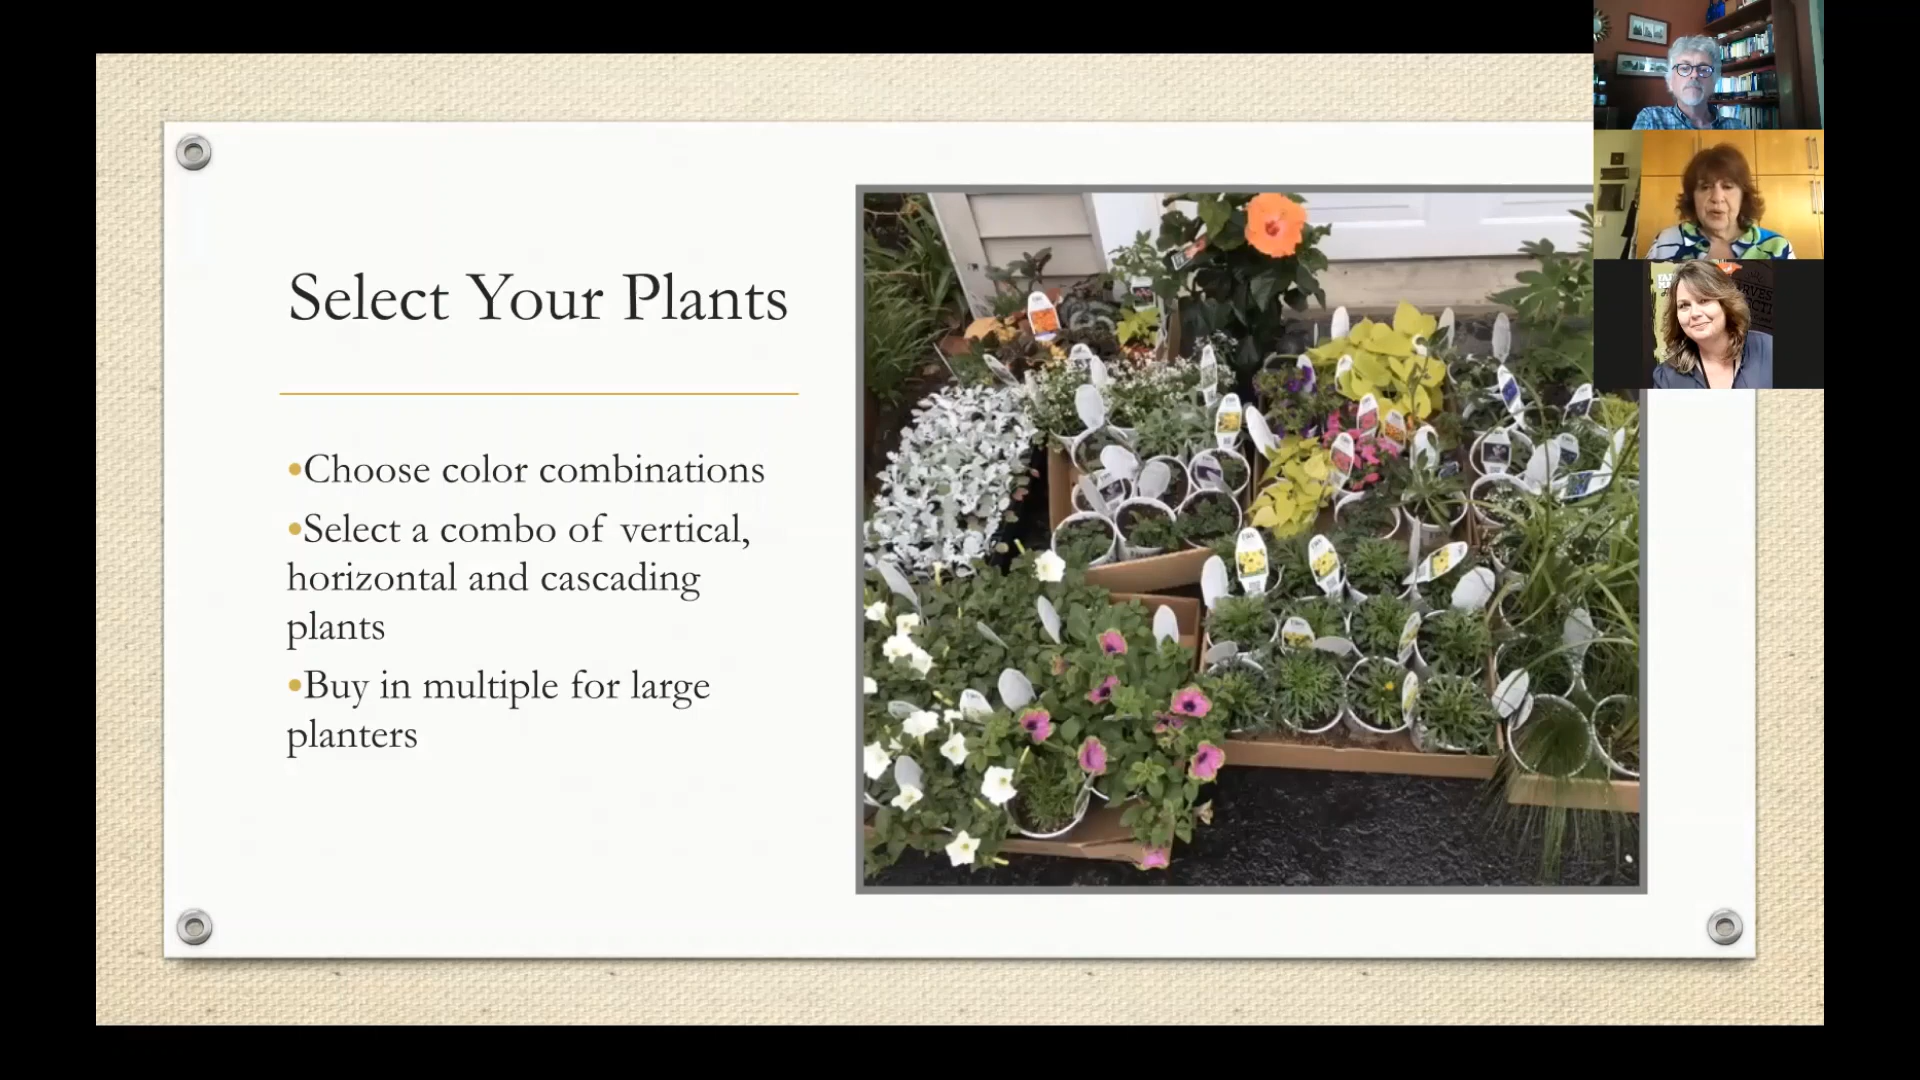 Select Your Plants
•Choose color combinations
•Select a combo of vertical,
horizontal and cascading
plants
•Buy in multiple for large
planters